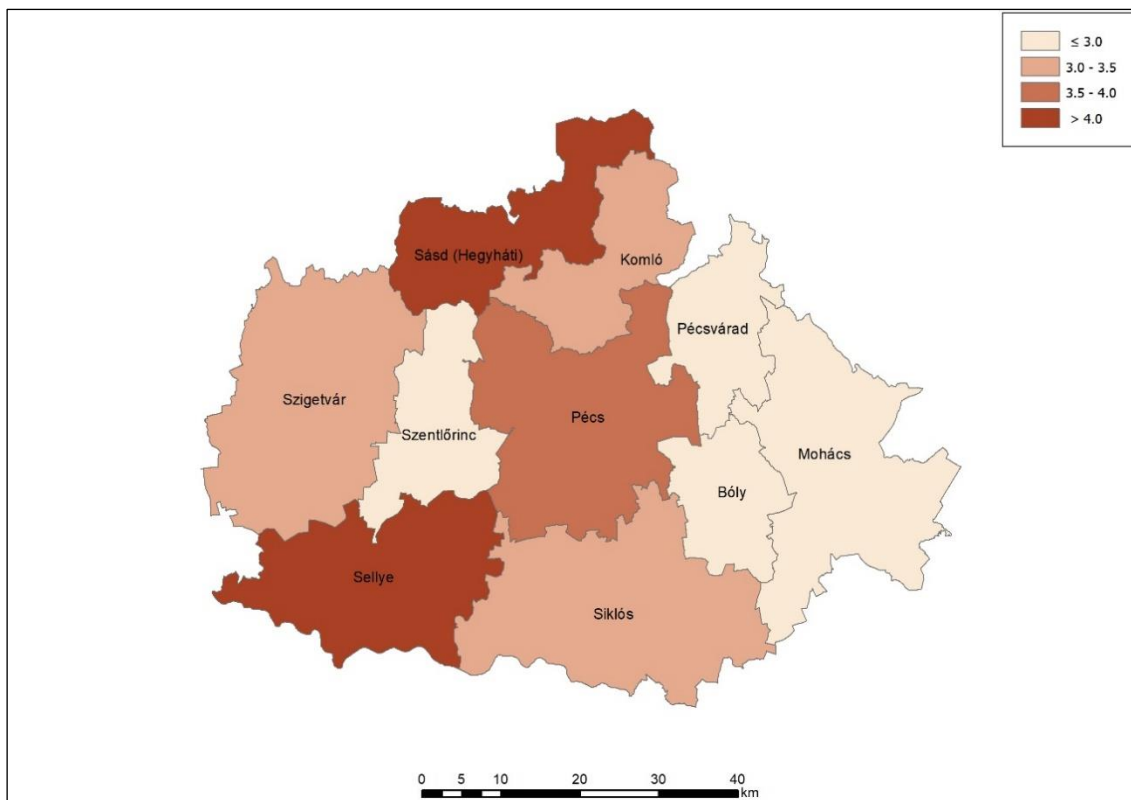 ≤ 3.0
3.0 - 3.5
3.5 - 4.0
> 4.0
Sásd (Hegyháti)
Komló
Pécsvárad
Szigetvár
Pécs
Szentlőrinc
Mohács
Bóly
Sellye
Siklós
0 5 10 20 30 40
km